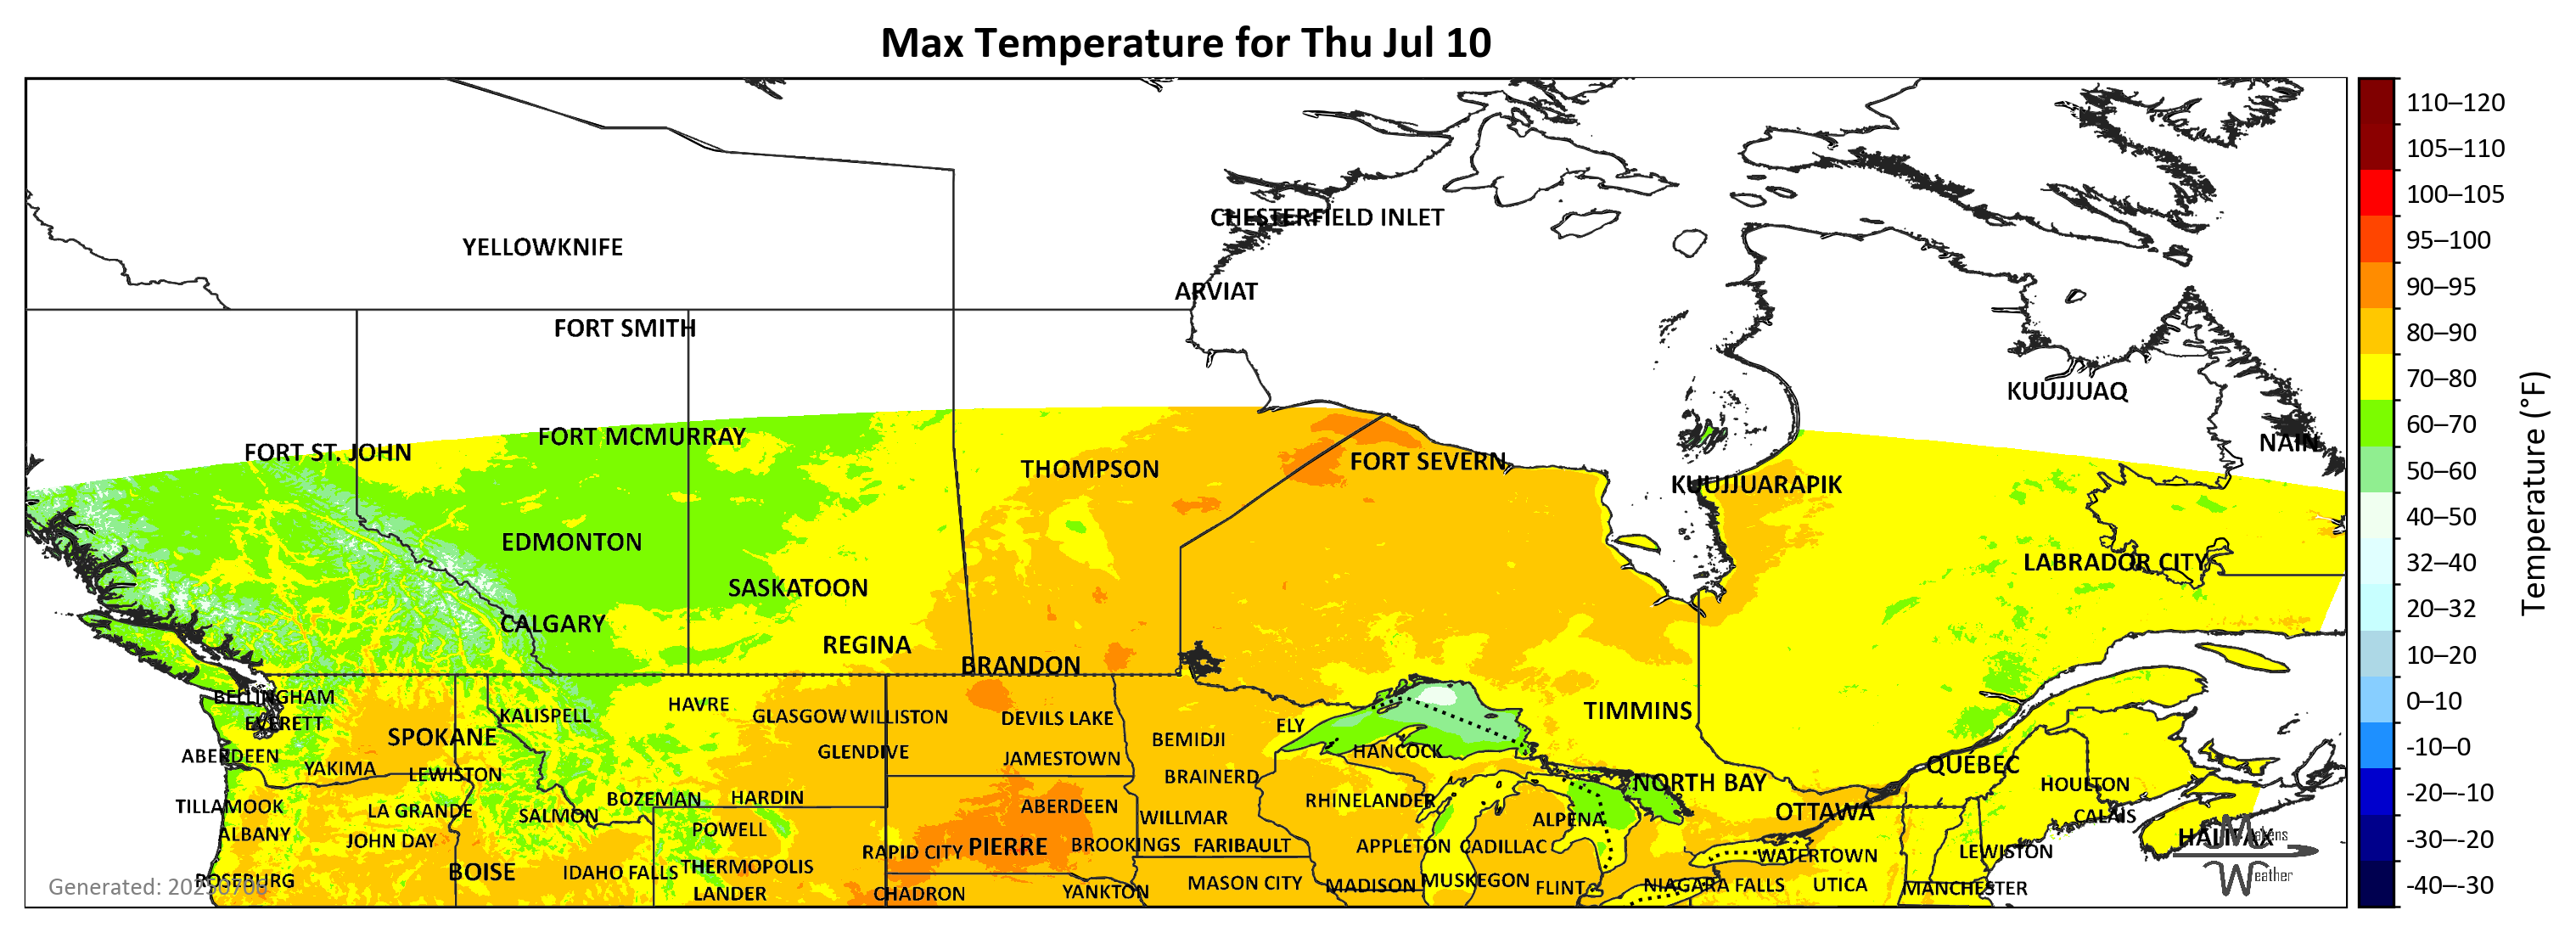 Max Temperature for Thu Jul 10
CHESTERFIELD INLET
YELLOWKNIFE
ARVIAT
FORT SMITH
KUUJJUAQ
FORT MCMURRAY
NAIN
FORT ST. JOHN
FORT SEVERN
THOMPSON
KUUJJUARAPIK
EDMONTON
LABRADOR CITY
SASKATOON
CALGARY
REGINA
BRANDON
BELLINGHAM
HAVRE
TIMMINS
KALISPELL
GLASGOW WILLISTON
DEVILS LAKE
EVERETT
ELY
SPOKANE
BEMIDJI
GLENDIVE
HANCOCK
ABERDEEN
JAMESTOWN
QUÉBEC
YAKIMA
LEWISTON
BRAINERD
NORTH BAY
HOULTON
BOZEMAN
HARDIN
RHINELANDER
TILLAMOOK
LA GRANDE
ABERDEEN
SALMON
OTTAWA
CALAIS
WILLMAR
ALPENA
ALBANY
POWELL
HALIFAX
JOHN DAY
PIERRE
BROOKINGS
FARIBAULT
APPLETON
CADILLAC
RAPID CITY
LEWISTON
WATERTOWN
BOISE
IDAHO FALLS
THERMOPOLIS
ROSEBURG
MASON CITY
MADISON
MUSKEGON
FLINT
NIAGARA FALLS
UTICA
MANCHESTER
LANDER
CHADRON
YANKTON
Generated: 20250706
Weather
110–120
105–110
100–105
95–100
90–95
80–90
70–80
60–70
50–60
40–50
32–40
20–32
10–20
0–10
-10–0
-20–-10
-30–-20
-40–-30
Temperature (°F)